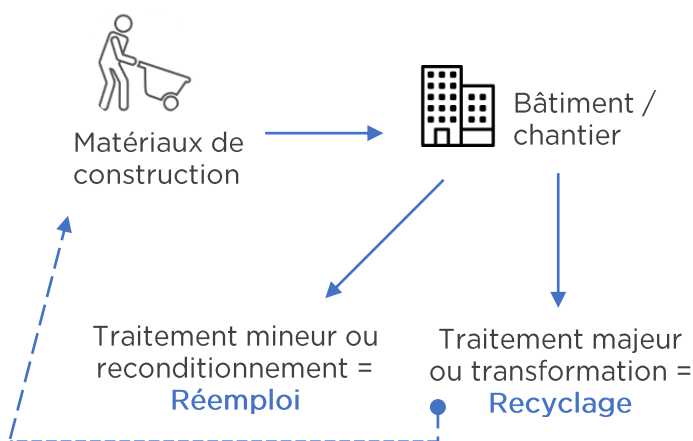 Matériaux de
construction
Bâtiment /
chantier
Traitement mineur ou
reconditionnement =
Réemploi
Traitement majeur
ou transformation =
Recyclage